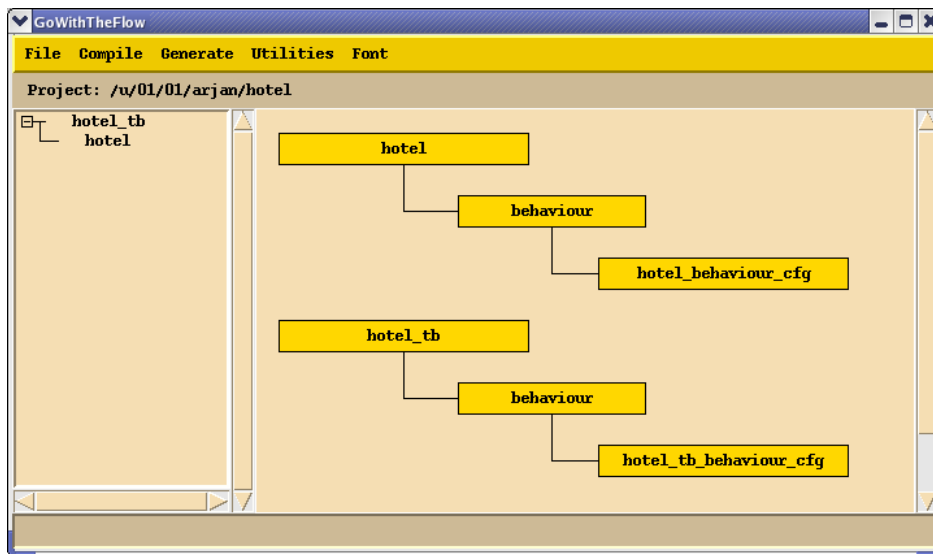 GoWithTheFlow
File Compile Generate Utilities Font
Project: /u/01/01/arjan/hotel
hotel_tb
hotel
hotel
behaviour
hotel_behaviour_cfg
hotel_tb
behaviour
hotel_tb_behaviour_cfg